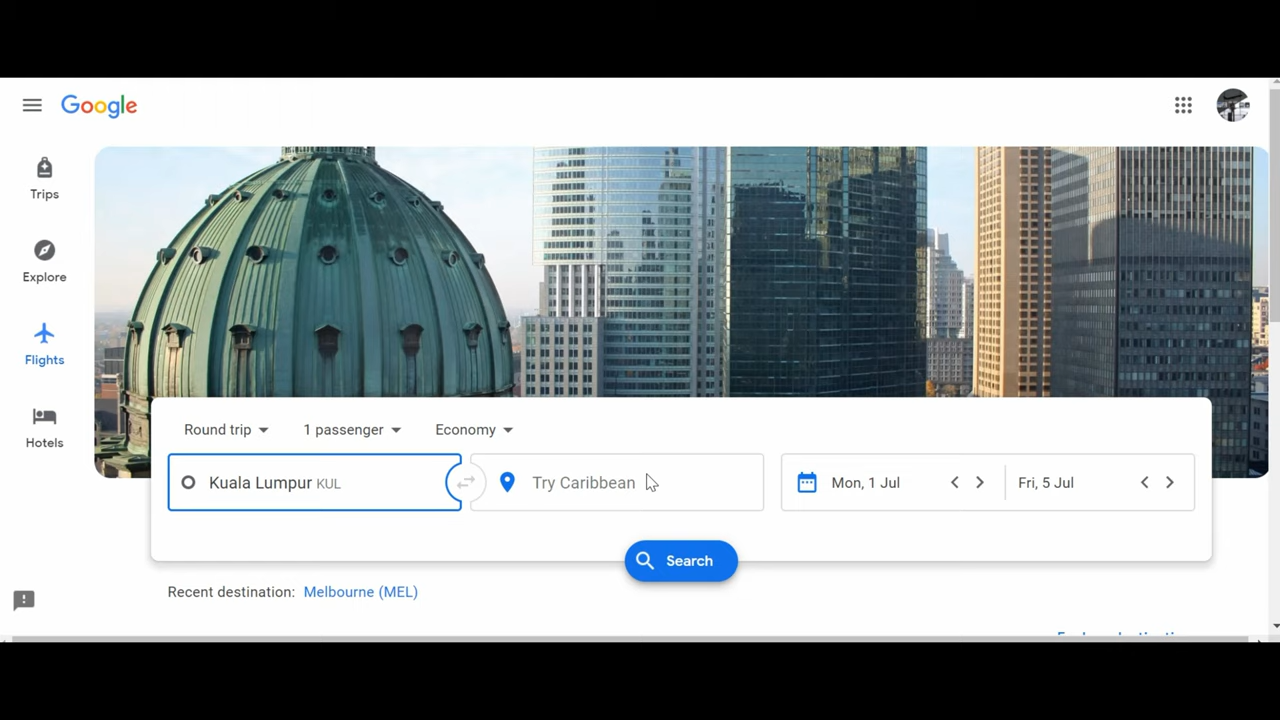 Google
Trips
Explore
Flights
Hotels
Round trip
1 passenger
Economy
Kuala Lumpur KUL
Try Caribbean
Mon, 1 Jul
Fri, 5 Jul
Search
Recent destination: Melbourne (MEL)